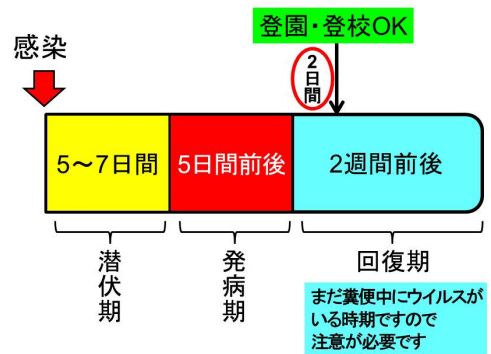 登園・登校OK
感染
2日間
5～7日間
5日間前後
2週間前後
潜伏期
発病期
回復期
まだ糞便中にウイルスが
いる時期ですので
注意が必要です